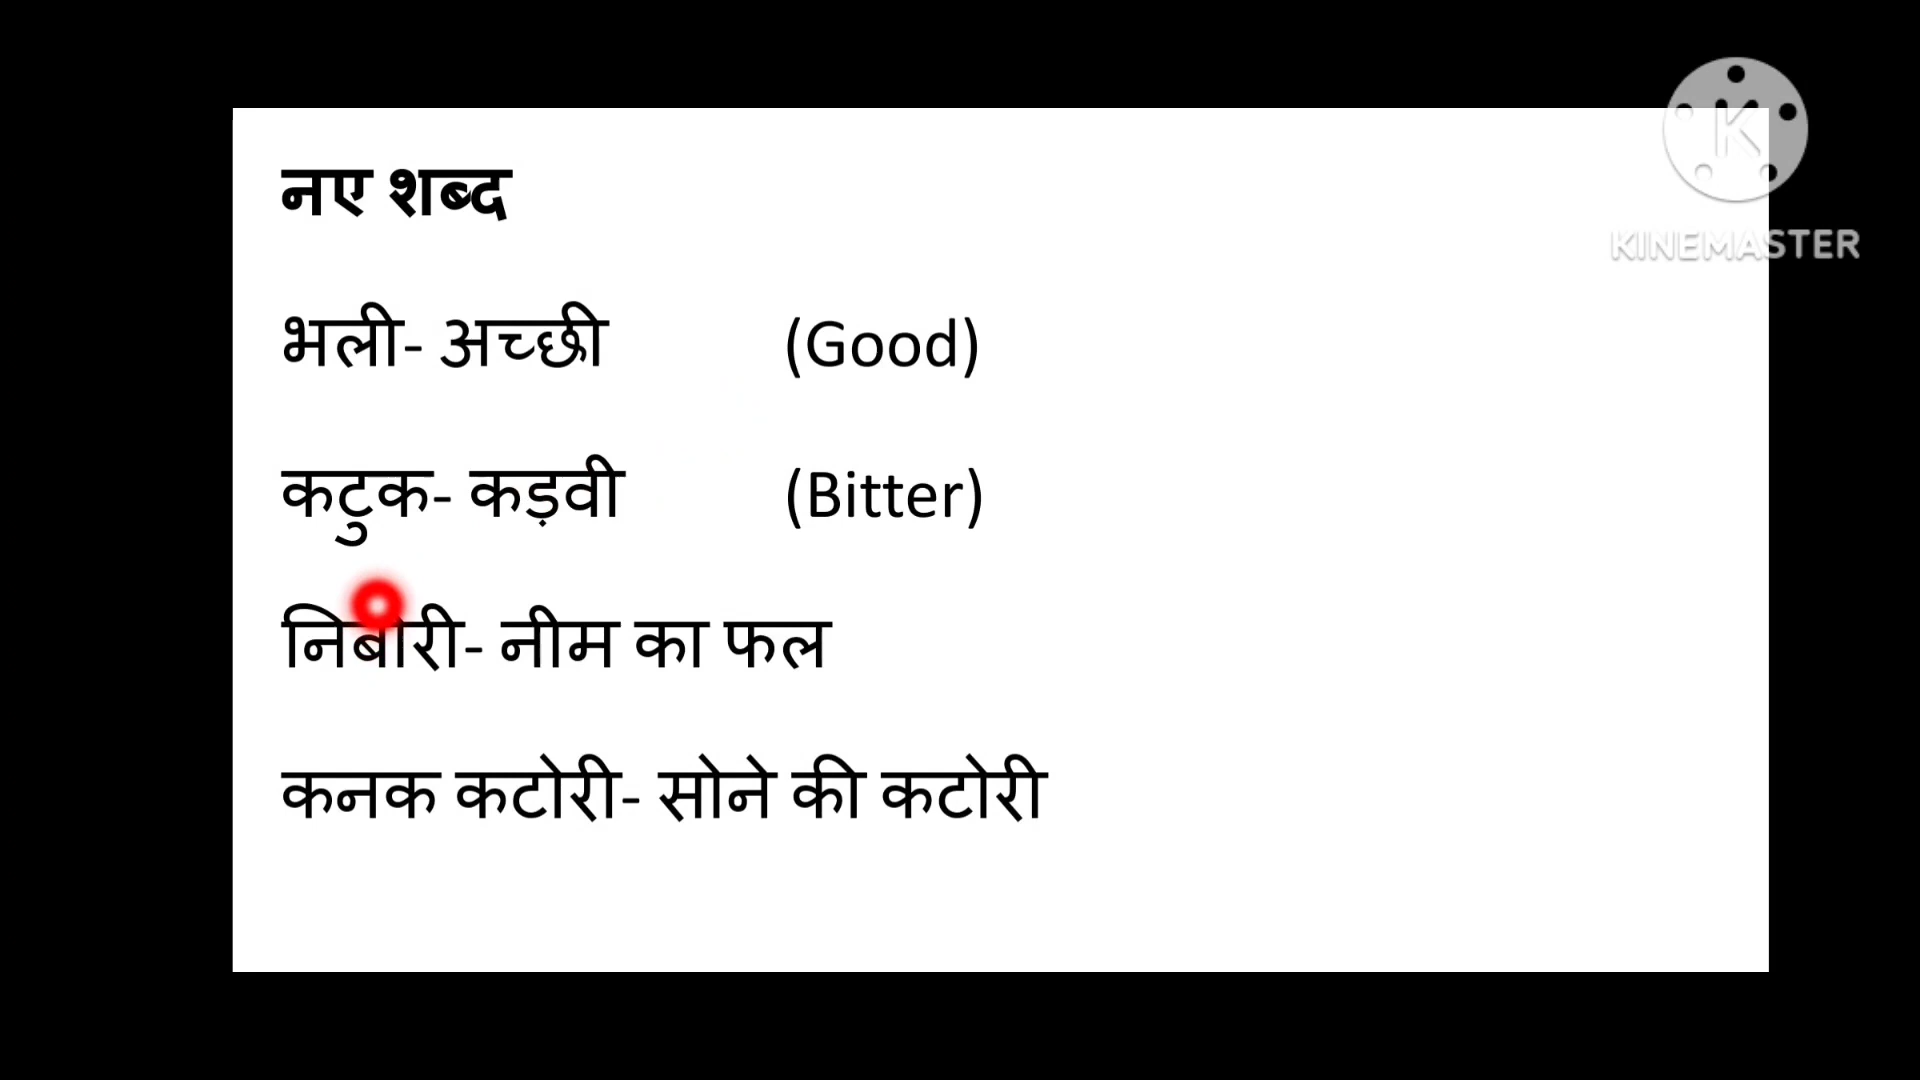 नए शब्द
भली- अच्छी (Good)
कटुक- कड़वी (Bitter)
निबौरी- नीम का फल
कनक कटोरी- सोने की कटोरी
K
KINEMASTER